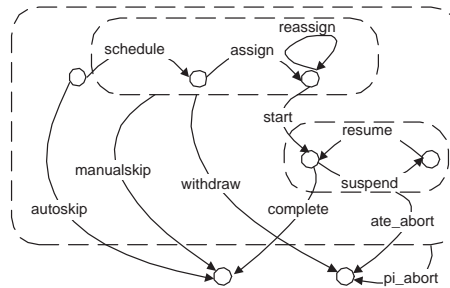 reassign
schedule
assign
start
resume
manualskip
withdraw
suspend
autoskip
complete
ate_abort
pi_abort